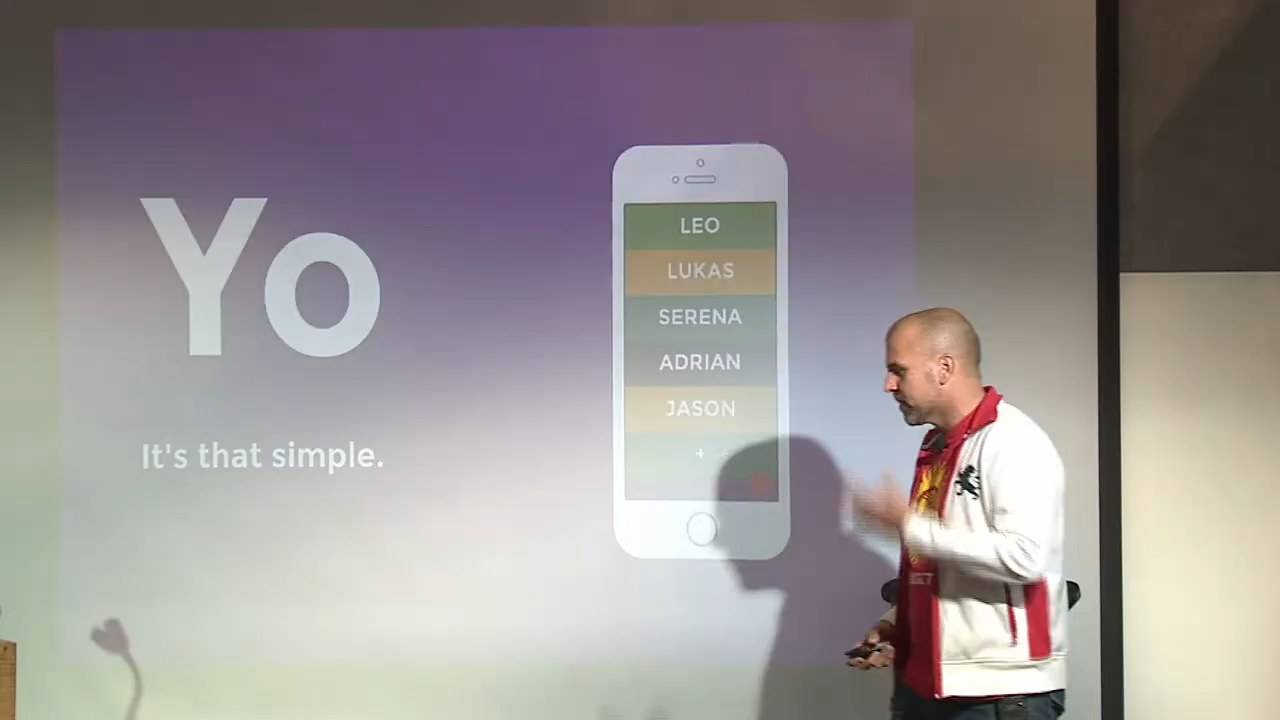 Yo
It's that simple.
LEO
LUKAS
SERENA
ADRIAN
JASON
+